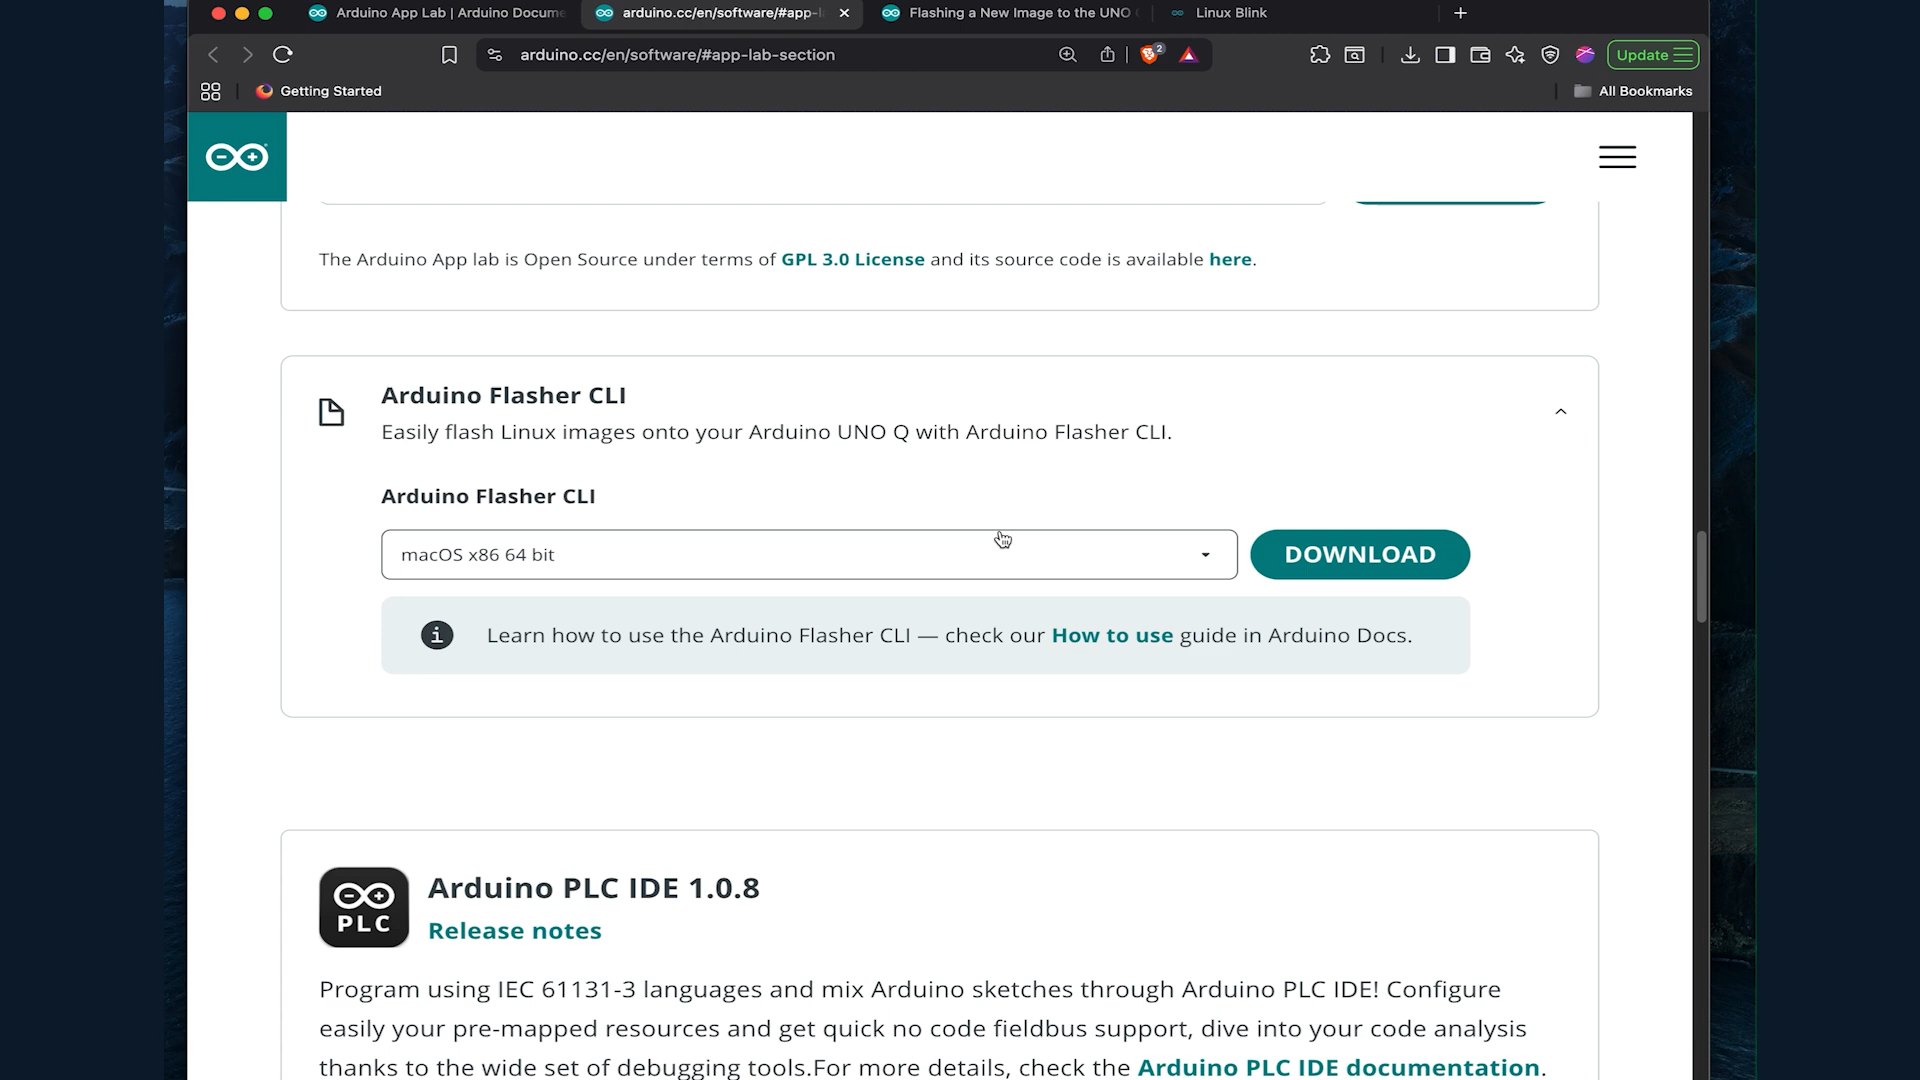 Arduino App Lab | Arduino Docume
arduino.cc/en/software/#app-l
Flashing a New Image to the UNO
Linux Blink
arduino.cc/en/software/#app-lab-section
2
Update
Getting Started
All Bookmarks
The Arduino App lab is Open Source under terms of GPL 3.0 License and its source code is available here.
Arduino Flasher CLI
Easily flash Linux images onto your Arduino UNO Q with Arduino Flasher CLI.
Arduino Flasher CLI
macOS x86 64 bit
DOWNLOAD
i Learn how to use the Arduino Flasher CLI — check our How to use guide in Arduino Docs.
PLC
Arduino PLC IDE 1.0.8
Release notes
Program using IEC 61131-3 languages and mix Arduino sketches through Arduino PLC IDE! Configure
easily your pre-mapped resources and get quick no code fieldbus support, dive into your code analysis
thanks to the wide set of debugging tools.For more details, check the Arduino PLC IDE documentation.